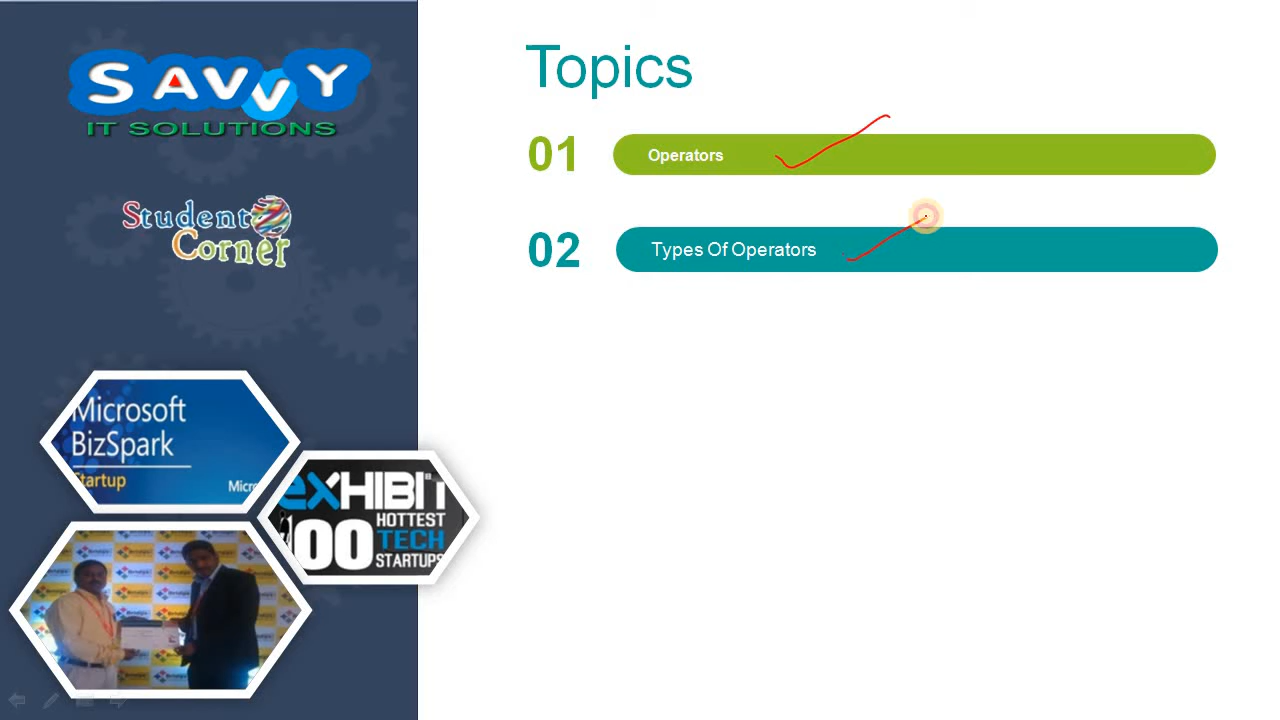 SAVVY
IT SOLUTIONS
Student
Corner
Microsoft
BizSpark
Startup
Micro
eXHIBIT
100 HOTTEST
TECH
STARTUPS
Topics
01 Operators
02 Types Of Operators